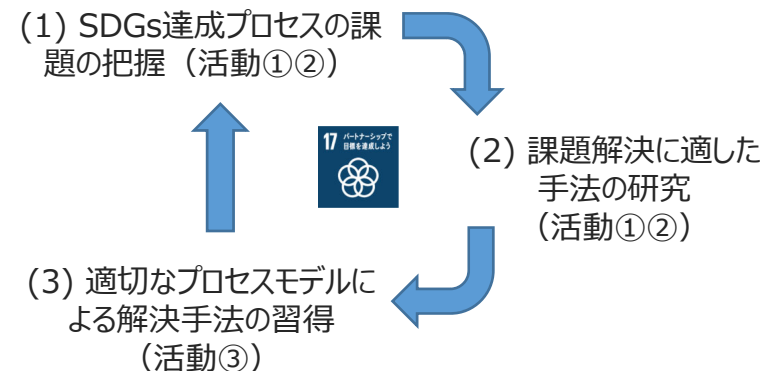 (1) SDGs達成プロセスの課
題の把握（活動①②）
17 パートナーシップで
目標を達成しよう
(2) 課題解決に適した
手法の研究
（活動①②）
(3) 適切なプロセスモデルに
よる解決手法の習得
（活動③）